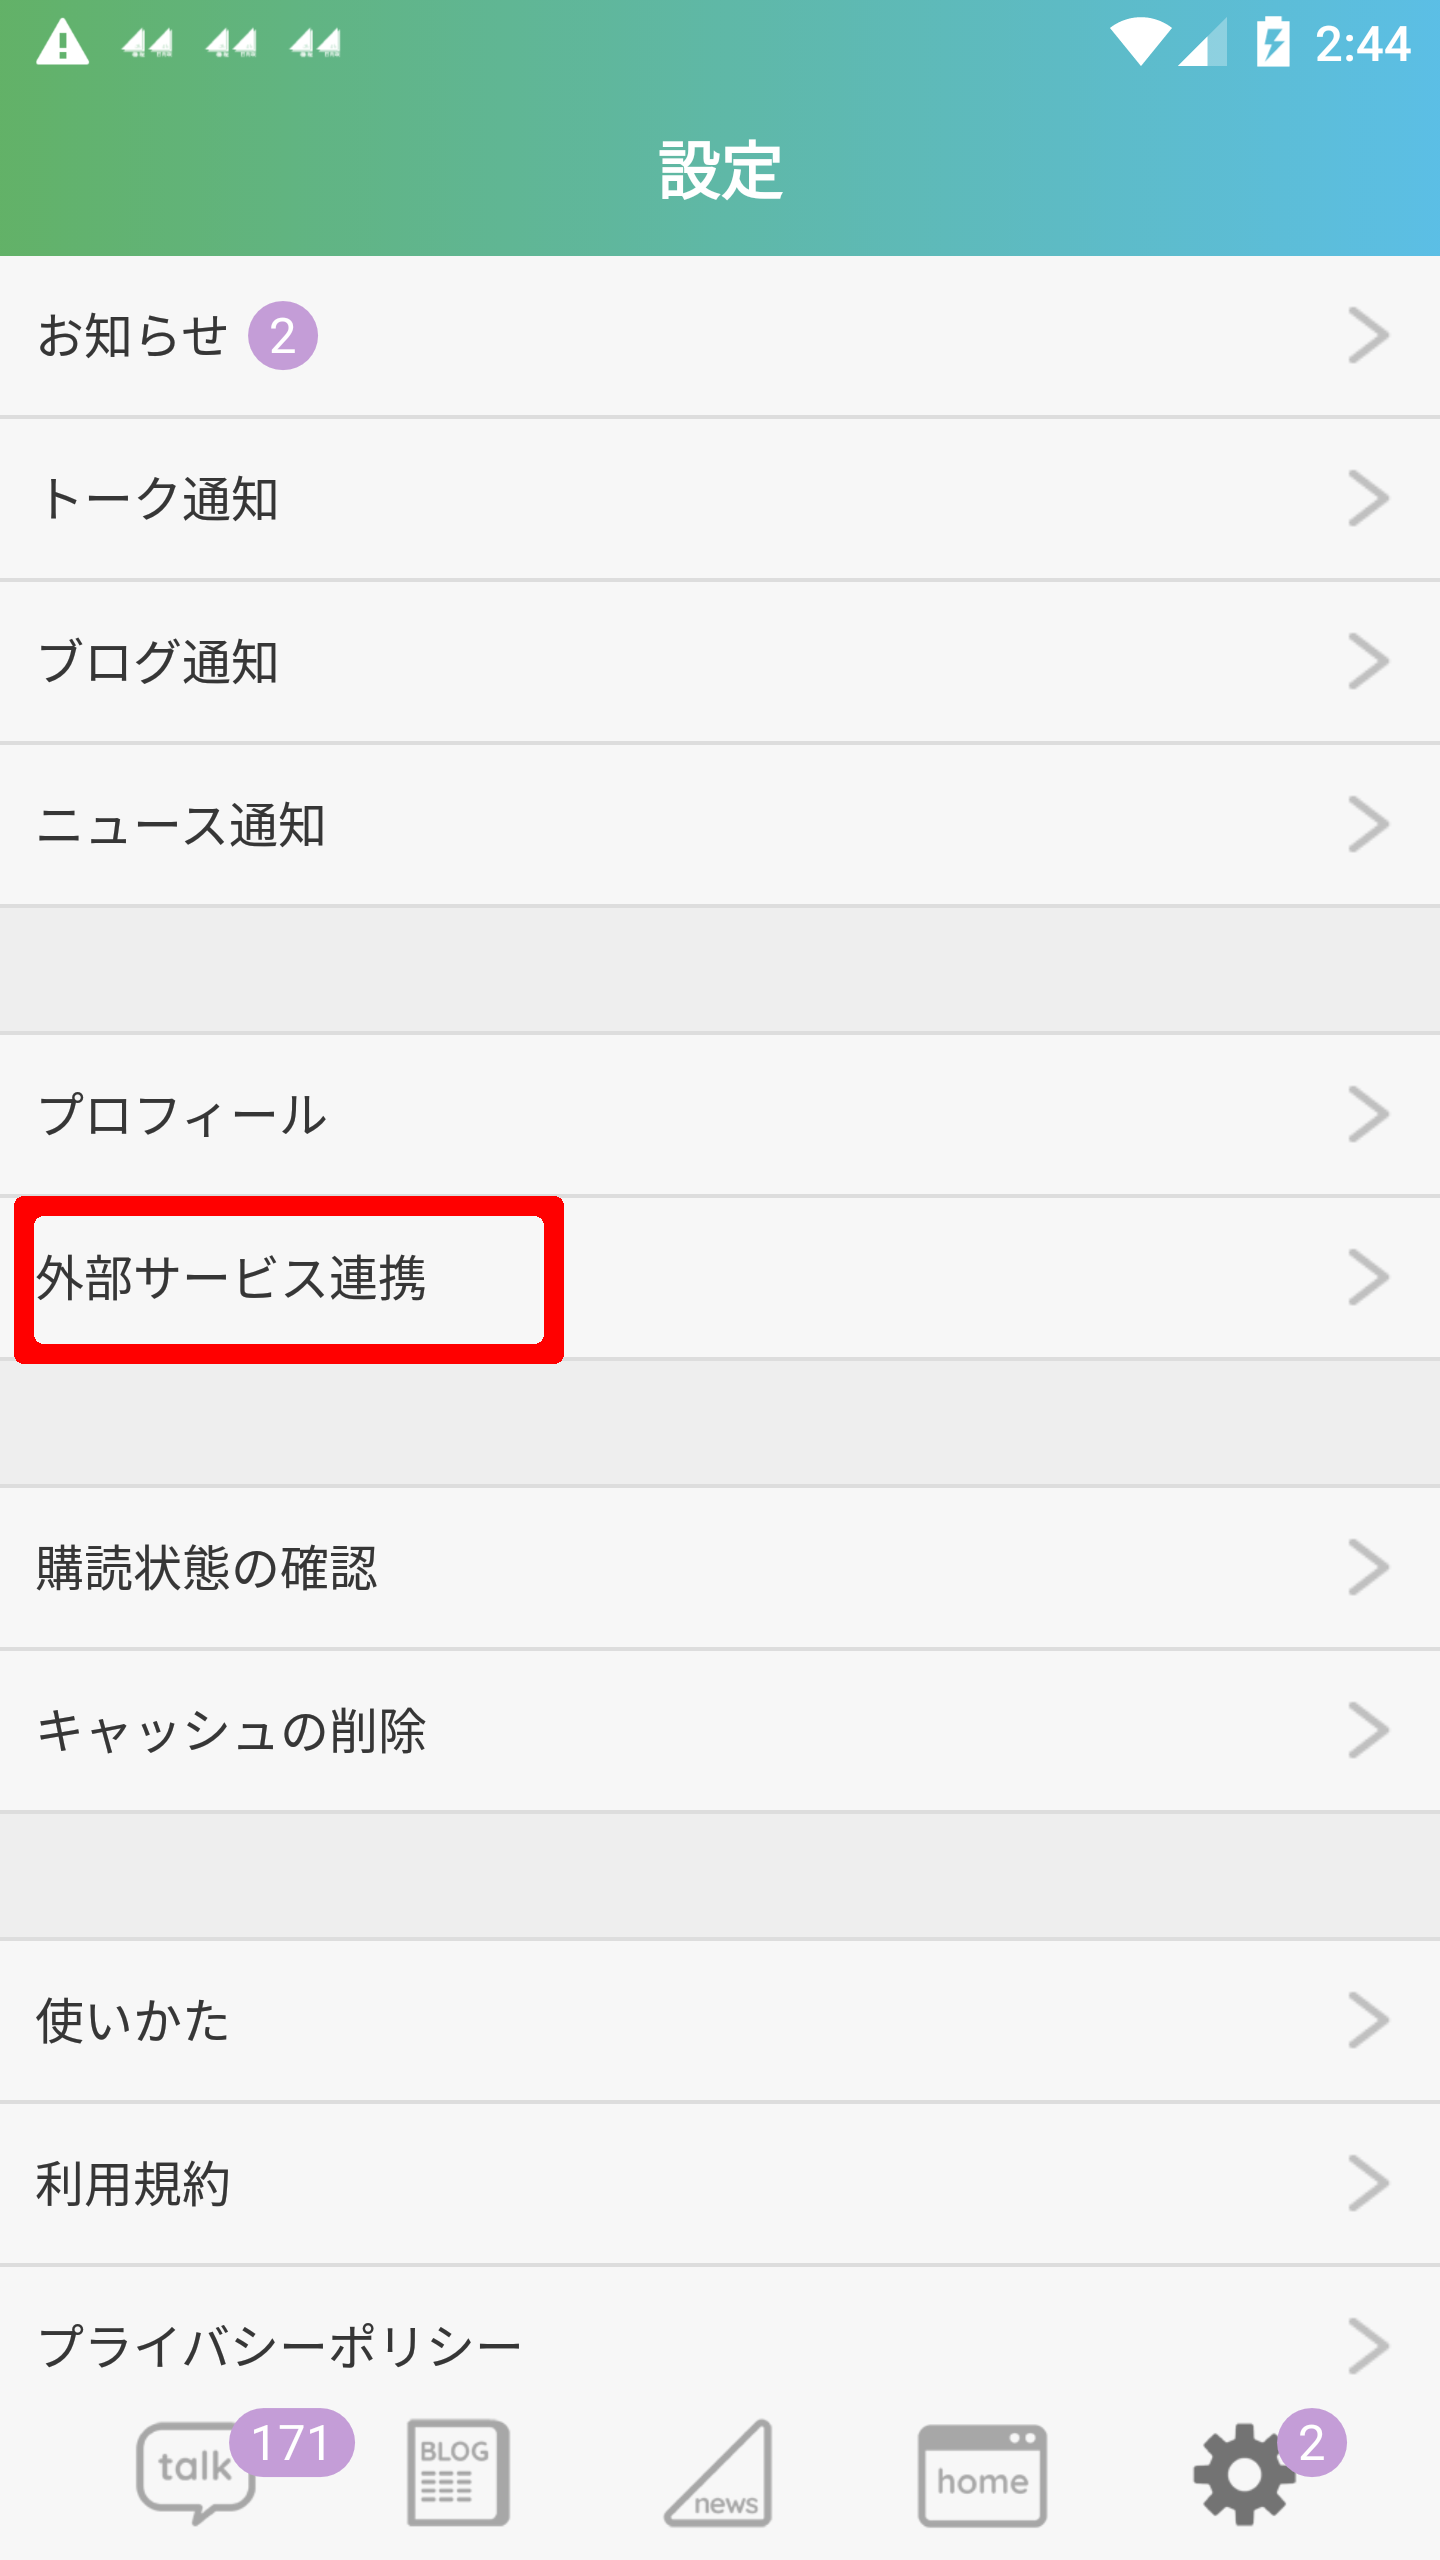 2:44
設定
お知らせ 2
トーク通知
ブログ通知
ニュース通知
プロフィール
外部サービス連携
購読状態の確認
キャッシュの削除
使いかた
利用規約
プライバシーポリシー
talk 171
BLOG
news
home
2